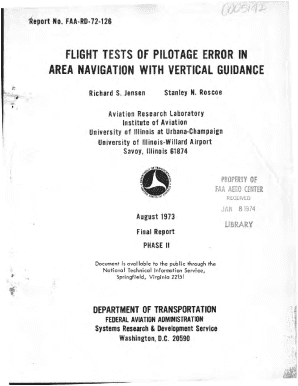 Report No. FAA-RD-72-126
FLIGHT TESTS OF PILOTAGE ERROR IN
AREA NAVIGATION WITH VERTICAL GUIDANCE
Richard S. Jensen    Stanley N. Roscoe
Aviation Research Laboratory
Institute of Aviation
University of Illinois at Urbana-Champaign
University of Illinois-Willard Airport
Savoy, Illinois 61874
PROPERTY OF
FAA AERO CENTER
RECEIVED
JAN 8 1974
LIBRARY
August 1973
Final Report
PHASE II
Document is available to the public through the
National Technical Information Service,
Springfield, Virginia 22151
DEPARTMENT OF TRANSPORTATION
FEDERAL AVIATION ADMINISTRATION
Systems Research & Development Service
Washington, D.C. 20590